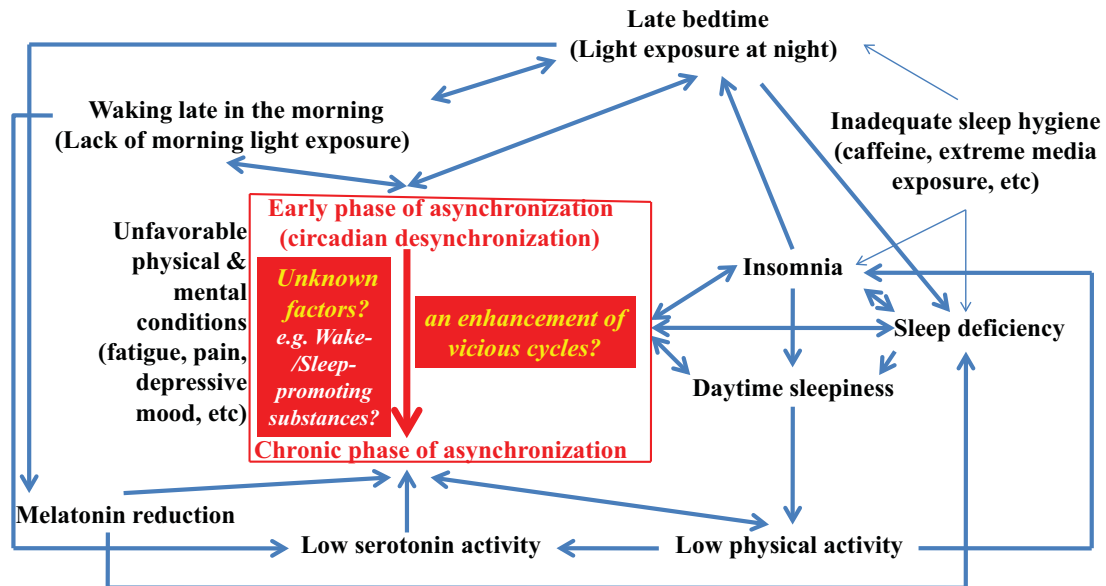 Late bedtime
(Light exposure at night)
Waking late in the morning
(Lack of morning light exposure)
Inadequate sleep hygiene
(caffeine, extreme media
exposure, etc)
Early phase of asynchronization
(circadian desynchronization)
Unfavorable
physical &
mental
conditions
(fatigue, pain,
depressive
mood, etc)
Unknown
factors?
e.g. Wake-
/Sleep-
promoting
substances?
an enhancement of
vicious cycles?
Insomnia
Sleep deficiency
Daytime sleepiness
Chronic phase of asynchronization
Melatonin reduction
Low serotonin activity
Low physical activity